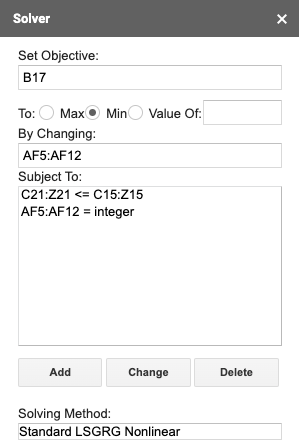 Solver ×
Set Objective:
B17
To: Max Min Value Of:
By Changing:
AF5:AF12
Subject To:
C21:Z21 <= C15:Z15
AF5:AF12 = integer
Add Change Delete
Solving Method:
Standard LSGRG Nonlinear